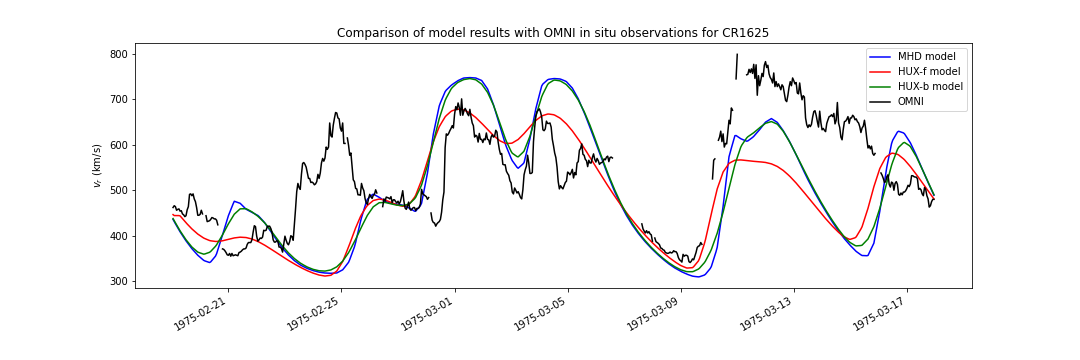 Comparison of model results with OMNI in situ observations for CR1625
800
700
600
500
400
300
v_r (km/s)
MHD model
HUX-f model
HUX-b model
OMNI
1975-02-21
1975-02-25
1975-03-01
1975-03-05
1975-03-09
1975-03-13
1975-03-17